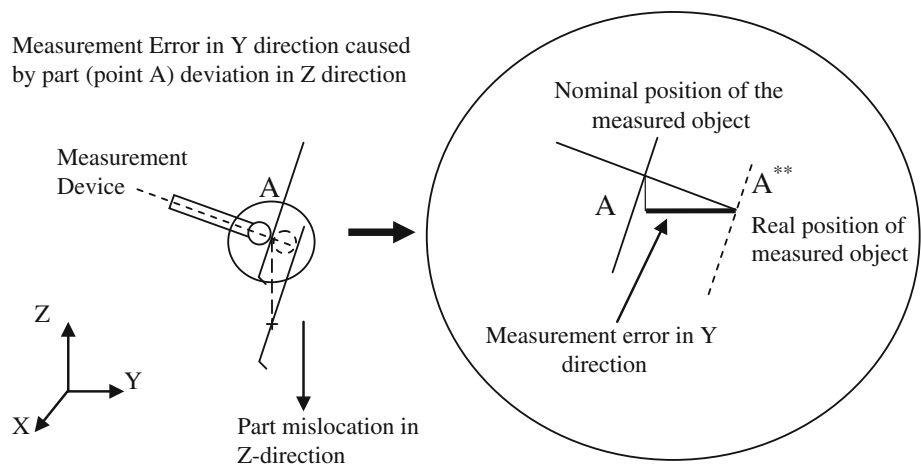 Measurement Error in Y direction caused
by part (point A) deviation in Z direction
Measurement
Device
A
Z
Y
X
Part mislocation in
Z-direction
Nominal position of the
measured object
A
A**
Real position of
measured object
Measurement error in Y
direction